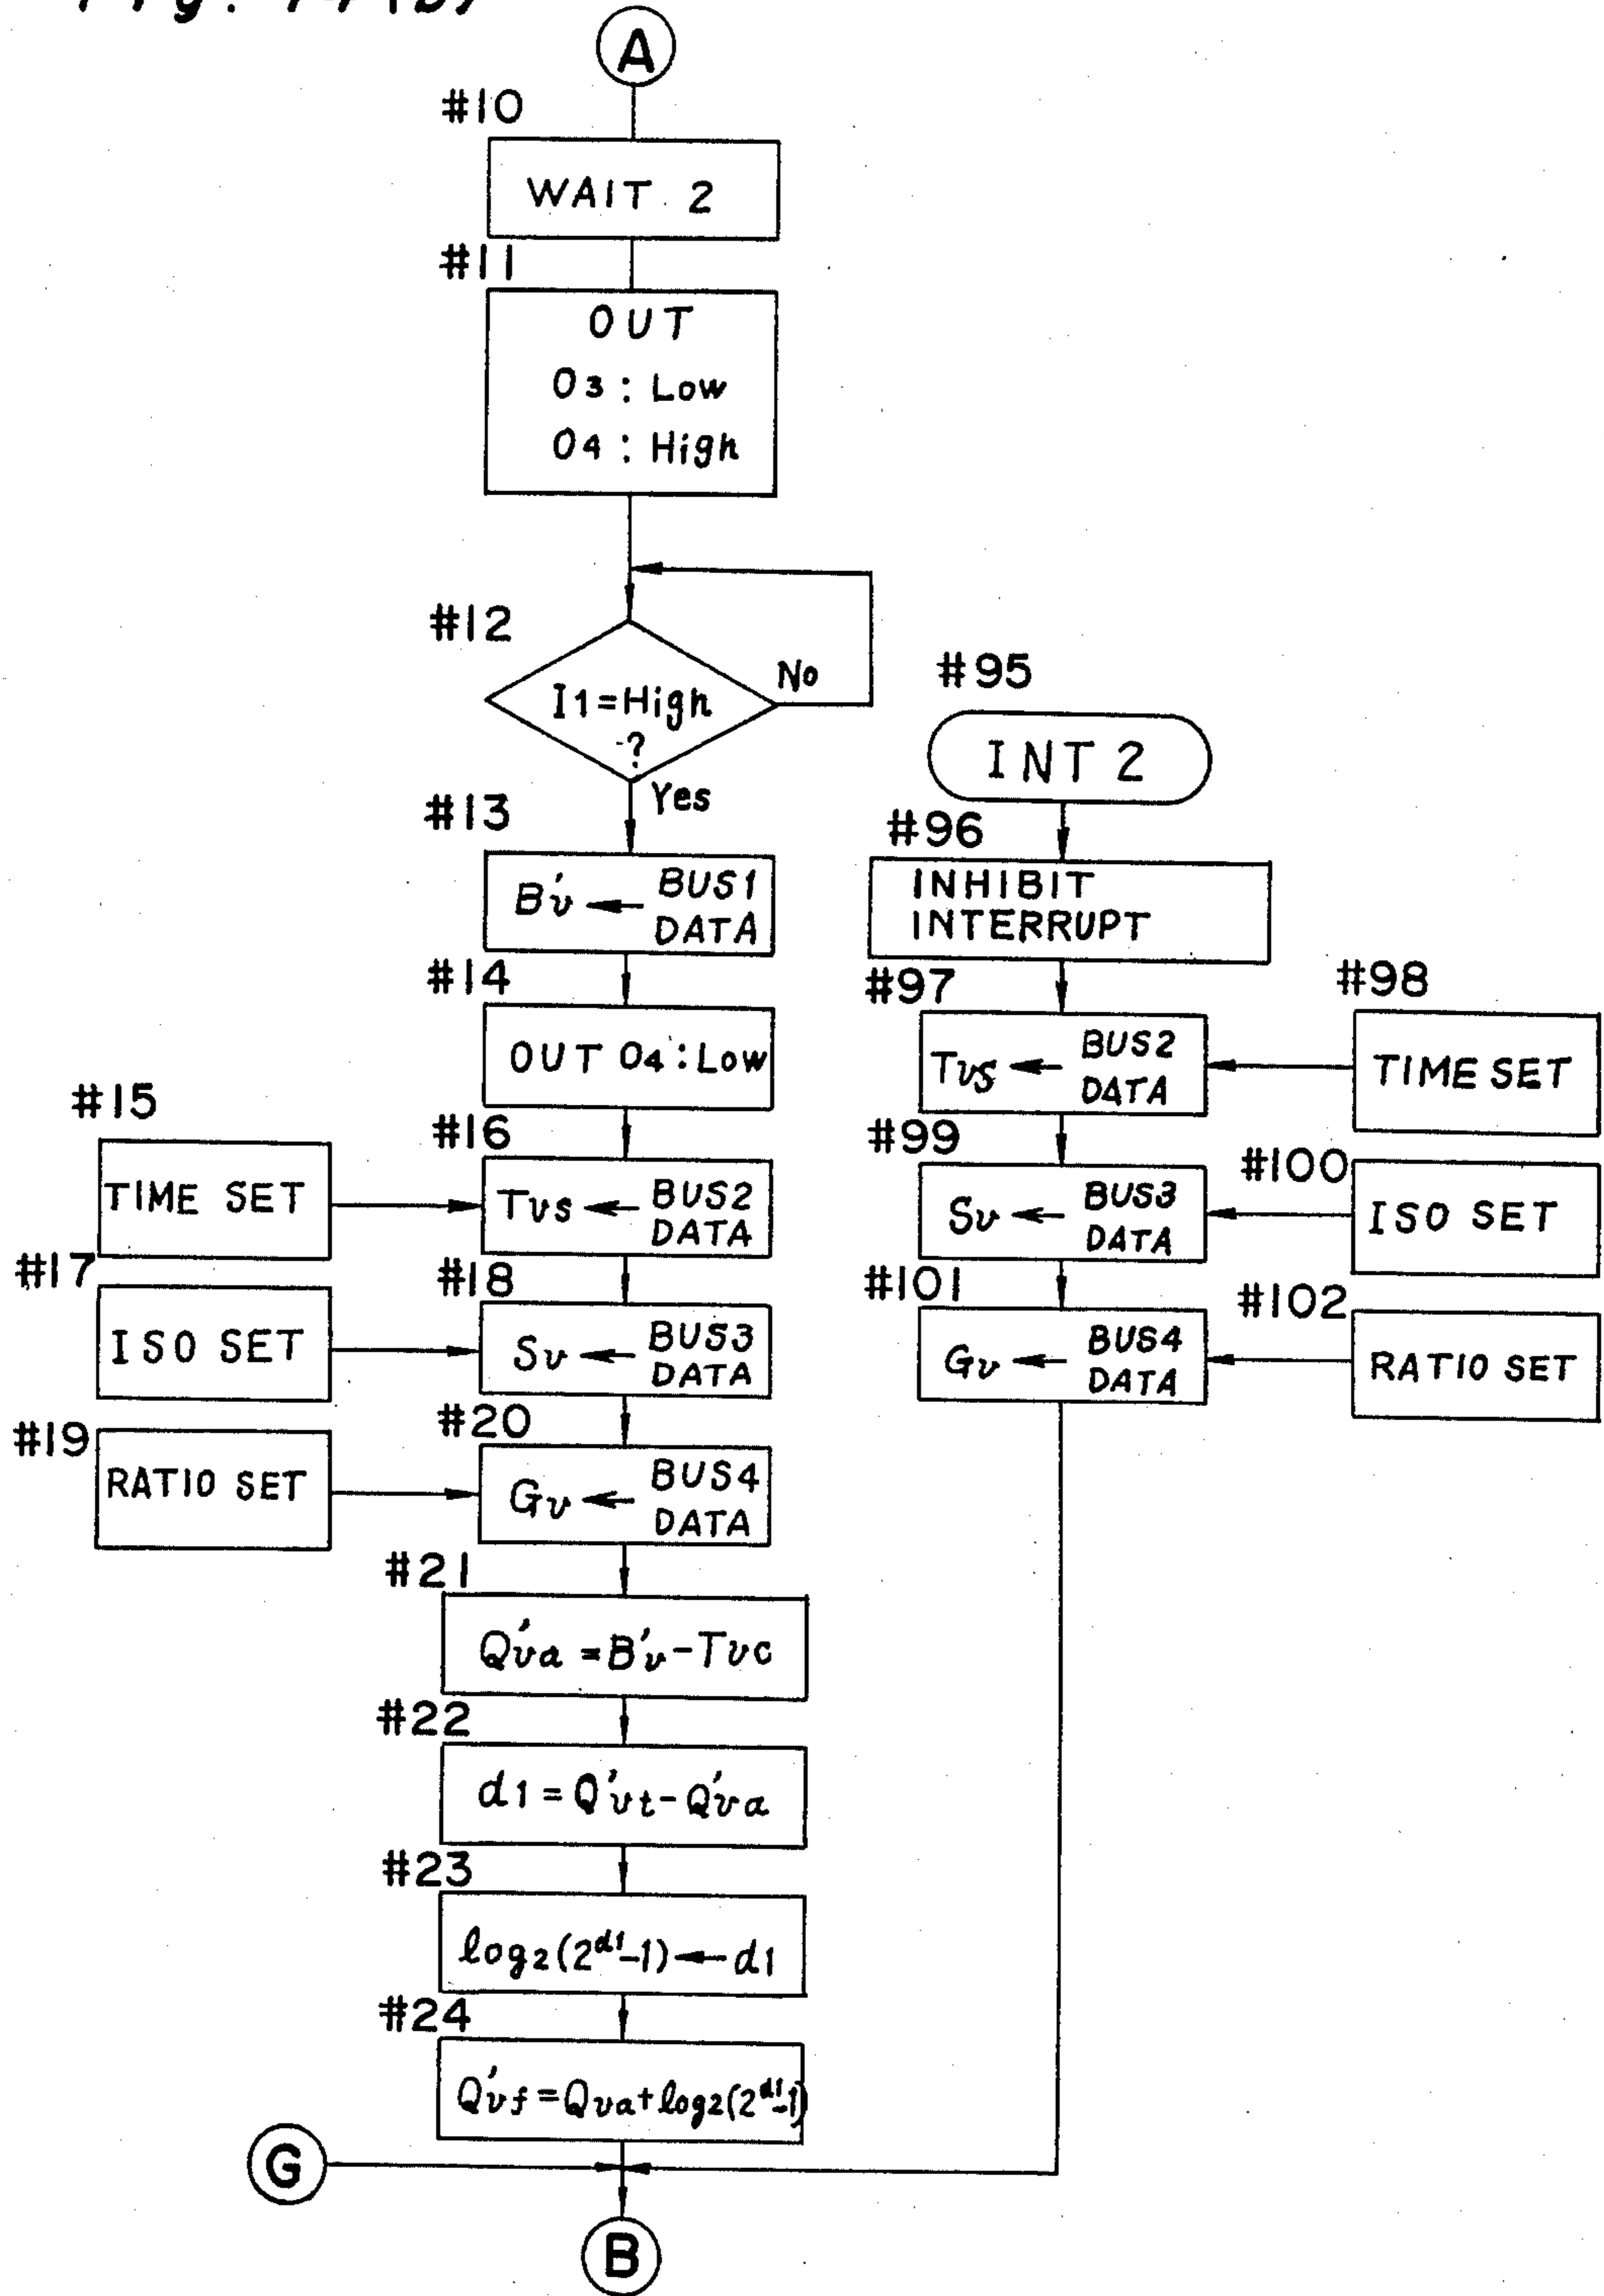 A
#10
WAIT 2
#11
OUT
O3 : Low
O4 : High
#12
I1=High
?
No
Yes
#13
B'v ← BUS1
DATA
#14
OUT O4 : Low
#15
TIME SET
#16
Tvs ← BUS2
DATA
#17
ISO SET
#18
Sv ← BUS3
DATA
#19
RATIO SET
#20
Gv ← BUS4
DATA
#21
Q'va = B'v - Tvc
#22
d1 = Q'vt - Q'va
#23
log2(2^d1-1) ← d1
#24
Q'vf = Qva + log2(2^d1-1)
G
B
#95
INT 2
#96
INHIBIT
INTERRUPT
#97
Tvs ← BUS2
DATA
#98
TIME SET
#99
Sv ← BUS3
DATA
#100
ISO SET
#101
Gv ← BUS4
DATA
#102
RATIO SET